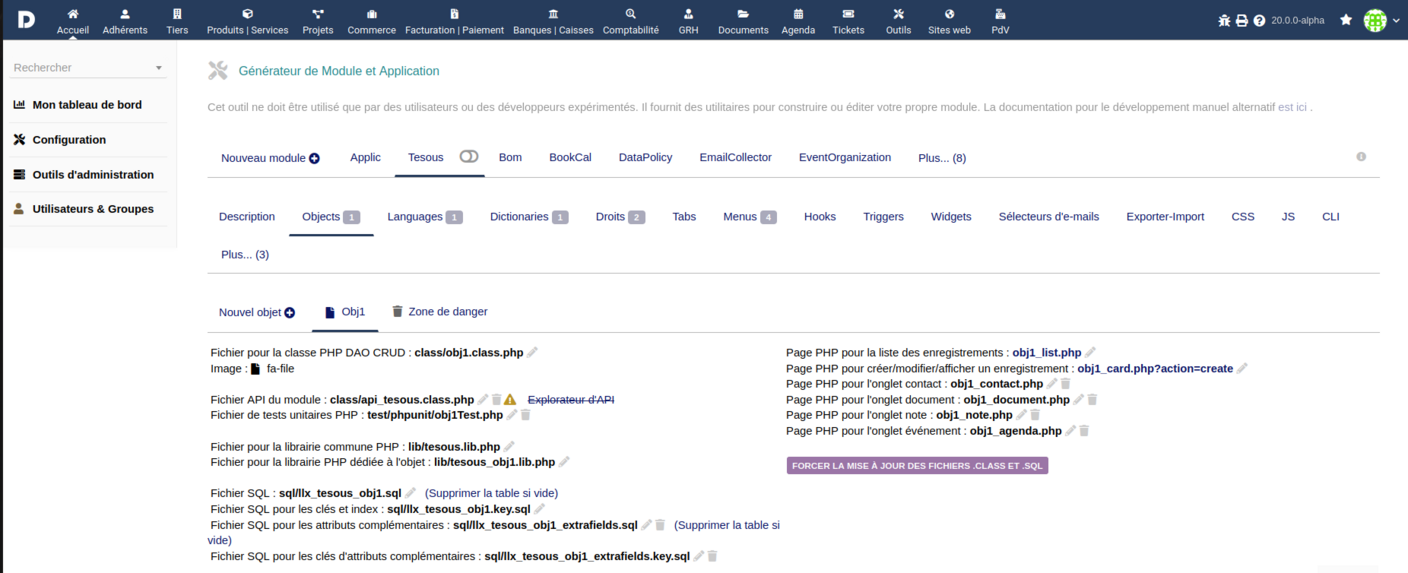 D Accueil Adhérents Tiers Produits | Services Projets Commerce Facturation | Paiement Banques | Caisses Comptabilité GRH Documents Agenda Tickets Outils Sites web PdV 20.0.0-alpha
Rechercher
Mon tableau de bord
Configuration
Outils d'administration
Utilisateurs & Groupes
Générateur de Module et Application
Cet outil ne doit être utilisé que par des utilisateurs ou des développeurs expérimentés. Il fournit des utilitaires pour construire ou éditer votre propre module. La documentation pour le développement manuel alternatif est ici .
Nouveau module Applic Tesous Bom BookCal DataPolicy EmailCollector EventOrganization Plus... (8)
Description Objects 1 Languages 1 Dictionaries 1 Droits 2 Tabs Menus 4 Hooks Triggers Widgets Sélecteurs d'e-mails Exporter-Import CSS JS CLI
Plus... (3)
Nouvel objet Obj1 Zone de danger
Fichier pour la classe PHP DAO CRUD : class/obj1.class.php
Image : fa-file
Fichier API du module : class/api_tesous.class.php Explorateur d'API
Fichier de tests unitaires PHP : test/phpunit/obj1Test.php
Fichier pour la librairie commune PHP : lib/tesous.lib.php
Fichier pour la librairie PHP dédiée à l'objet : lib/tesous_obj1.lib.php
Fichier SQL : sql/llx_tesous_obj1.sql (Supprimer la table si vide)
Fichier SQL pour les clés et index : sql/llx_tesous_obj1.key.sql
Fichier SQL pour les attributs complémentaires : sql/llx_tesous_obj1_extrafields.sql (Supprimer la table si
vide)
Fichier SQL pour les clés d'attributs complémentaires : sql/llx_tesous_obj1_extrafields.key.sql
Page PHP pour la liste des enregistrements : obj1_list.php
Page PHP pour créer/modifier/afficher un enregistrement : obj1_card.php?action=create
Page PHP pour l'onglet contact : obj1_contact.php
Page PHP pour l'onglet document : obj1_document.php
Page PHP pour l'onglet note : obj1_note.php
Page PHP pour l'onglet événement : obj1_agenda.php
FORCER LA MISE À JOUR DES FICHIERS .CLASS ET .SQL